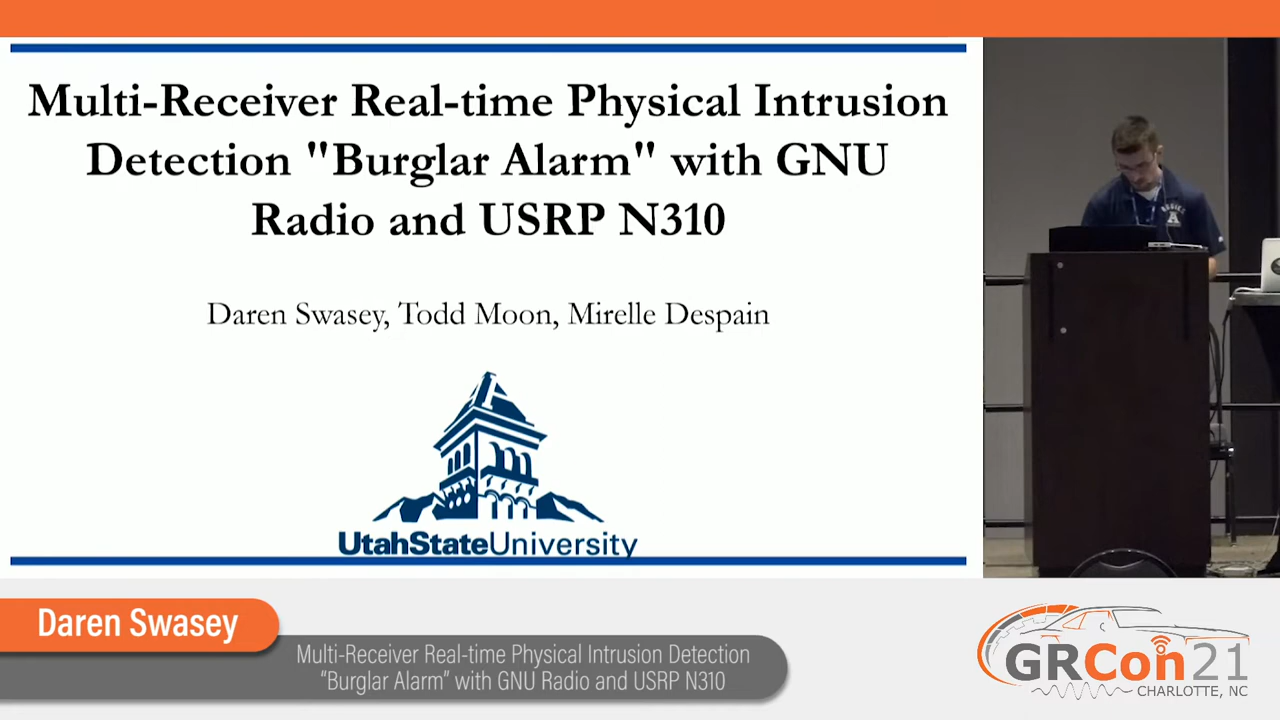 Multi-Receiver Real-time Physical Intrusion
Detection "Burglar Alarm" with GNU
Radio and USRP N310
Daren Swasey, Todd Moon, Mirelle Despain
UtahStateUniversity
Daren Swasey
Multi-Receiver Real-time Physical Intrusion Detection
“Burglar Alarm” with GNU Radio and USRP N310
GRCon21
CHARLOTTE, NC